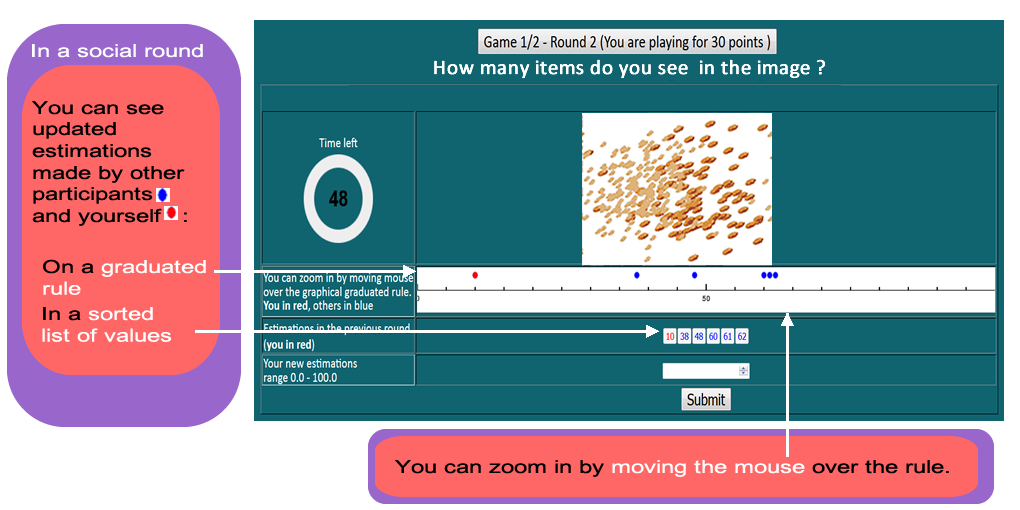 In a social round
You can see
updated
estimations
made by other
participants
and yourself :
On a graduated
rule
In a sorted
list of values
Game 1/2 - Round 2 (You are playing for 30 points )
How many items do you see in the image ?
Time left
48
You can zoom in by moving mouse
over the graphical graduated rule.
You in red, others in blue
0
50
Estimations in the previous round
(you in red)
10 38 48 60 61 62
Your new estimations
range 0.0 - 100.0
Submit
You can zoom in by moving the mouse over the rule.